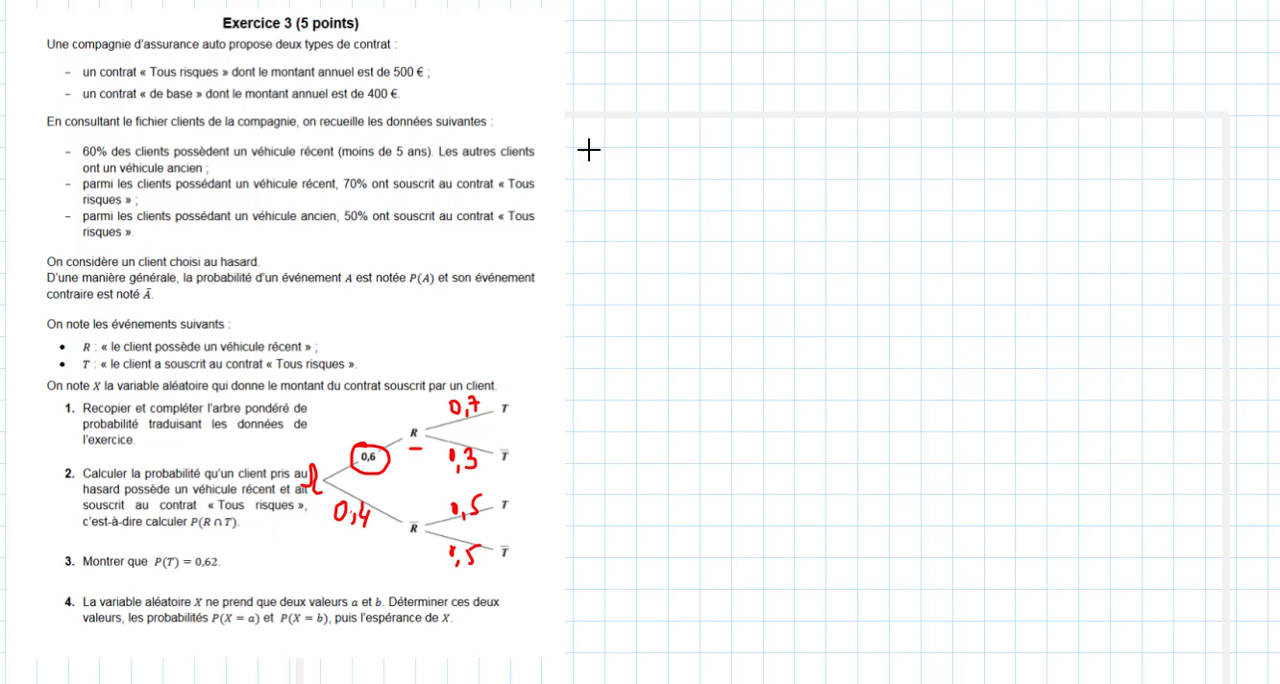 Exercice 3 (5 points)
Une compagnie d'assurance auto propose deux types de contrat :
- un contrat « Tous risques » dont le montant annuel est de 500 € ;
- un contrat « de base » dont le montant annuel est de 400 €.
En consultant le fichier clients de la compagnie, on recueille les données suivantes :
- 60% des clients possèdent un véhicule récent (moins de 5 ans). Les autres clients
ont un véhicule ancien ;
- parmi les clients possédant un véhicule récent, 70% ont souscrit au contrat « Tous
risques » ;
- parmi les clients possédant un véhicule ancien, 50% ont souscrit au contrat « Tous
risques ».
On considère un client choisi au hasard.
D'une manière générale, la probabilité d'un événement A est notée P(A) et son événement
contraire est noté A̅.
On note les événements suivants :
• R : « le client possède un véhicule récent » ;
• T : « le client a souscrit au contrat « Tous risques ».
On note X la variable aléatoire qui donne le montant du contrat souscrit par un client.
1. Recopier et compléter l'arbre pondéré de
probabilité traduisant les données de
l'exercice.
2. Calculer la probabilité qu'un client pris au
hasard possède un véhicule récent et ait
souscrit au contrat « Tous risques »,
c'est-à-dire calculer P(R ∩ T).
3. Montrer que P(T) = 0,62.
4. La variable aléatoire X ne prend que deux valeurs a et b. Déterminer ces deux
valeurs, les probabilités P(X = a) et P(X = b), puis l'espérance de X.
0,7
T
R
0,6
0,3
T̅
Ω
0,4
0,5
T
R̅
0,5
T̅